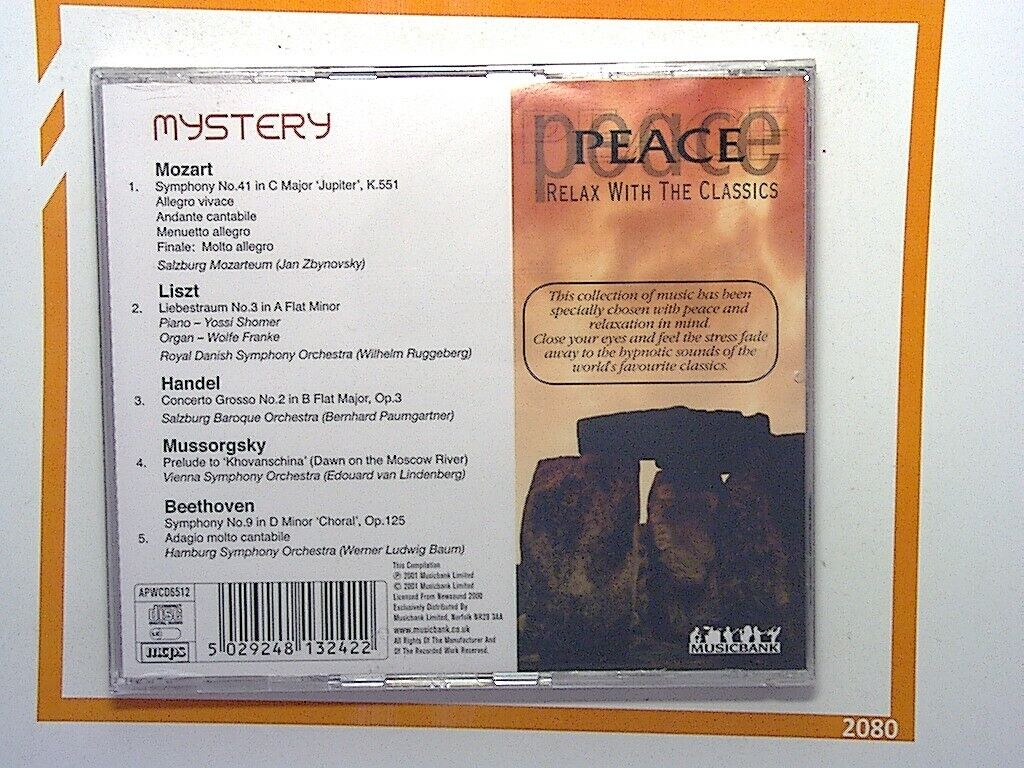 MYSTERY
Mozart
1. Symphony No.41 in C Major 'Jupiter', K.551
Allegro vivace
Andante cantabile
Menuetto allegro
Finale: Molto allegro
Salzburg Mozarteum (Jan Zbynovsky)
Liszt
2. Liebestraum No.3 in A Flat Minor
Piano – Yossi Shomer
Organ – Wolfe Franke
Royal Danish Symphony Orchestra (Wilhelm Ruggeberg)
Handel
3. Concerto Grosso No.2 in B Flat Major, Op.3
Salzburg Baroque Orchestra (Bernhard Paumgartner)
Mussorgsky
4. Prelude to 'Khovanschina' (Dawn on the Moscow River)
Vienna Symphony Orchestra (Edouard van Lindenberg)
Beethoven
Symphony No.9 in D Minor 'Choral', Op.125
5. Adagio molto cantabile
Hamburg Symphony Orchestra (Werner Ludwig Baum)
APWCD6512
disc
DIGITAL AUDIO
LC
mcps
5 029248 132422
This Compilation
℗ 2001 Musicbank Limited
© 2001 Musicbank Limited
Licensed From Newsound 2000
Exclusively Distributed By
Musicbank Limited, Norfolk NR29 3AA
www.musicbank.co.uk
All Rights Of The Manufacturer And
Of The Recorded Work Reserved.
PEACE
peace
PEACE
RELAX WITH THE CLASSICS
This collection of music has been
specially chosen with peace and
relaxation in mind.
Close your eyes and feel the stress fade
away to the hypnotic sounds of the
world's favourite classics.
MUSICBANK
2080